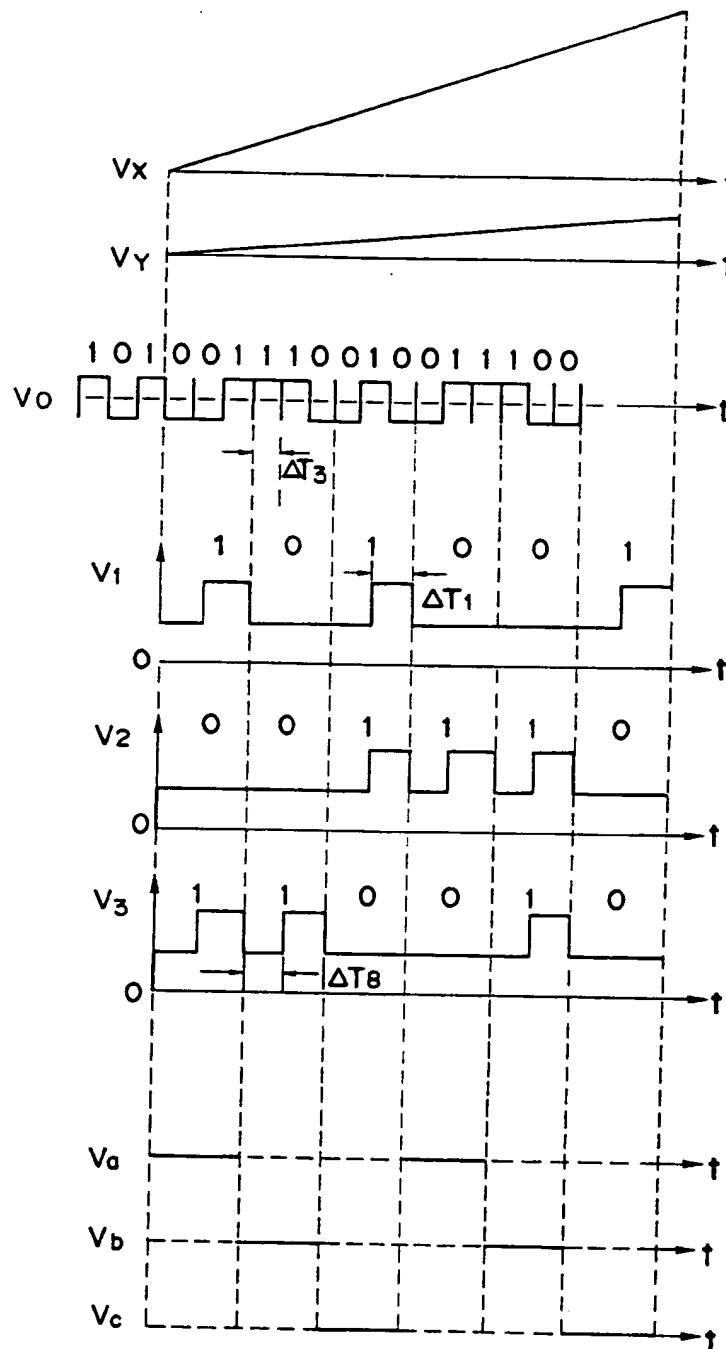 VX
t
VY
t
1 0 1 0 0 1 1 1 0 0 1 0 0 1 1 1 0 0
VO t
ΔT3
1 0 1 0 0 1
V1
ΔT1
0 t
0 0 1 1 1 0
V2
0 t
1 1 0 0 1 0
V3
ΔT8
0 t
Va t
Vb t
Vc t